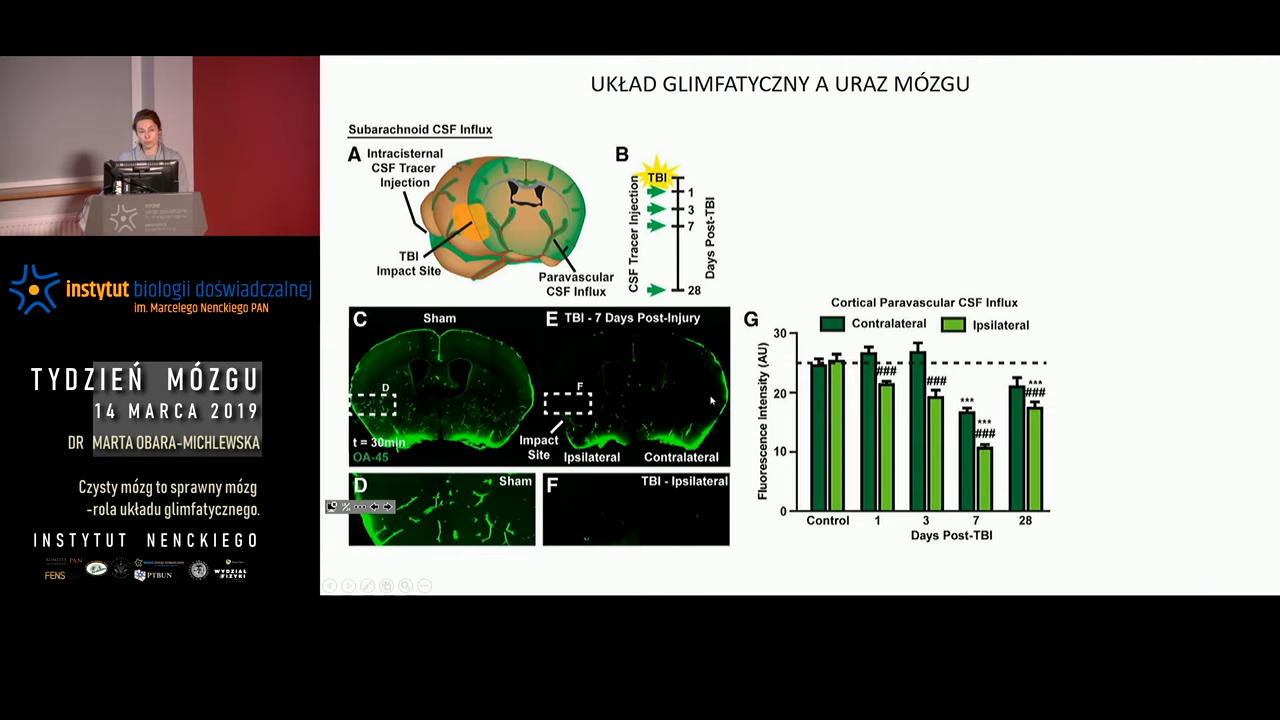 UKŁAD GLIMFATYCZNY A URAZ MÓZGU
Subarachnoid CSF Influx
A
Intracisternal
CSF Tracer
Injection
TBI
Impact Site
Paravascular
CSF Influx
B
TBI
CSF Tracer Injection
1
3
7
28
Days Post-TBI
C
Sham
D
t = 30min
OA-45
E
TBI - 7 Days Post-Injury
F
Impact
Site
Ipsilateral
Contralateral
D
Sham
F
TBI - Ipsilateral
G
Cortical Paravascular CSF Influx
Contralateral
Ipsilateral
Fluorescence Intensity (AU)
30
20
10
0
###
###
***
***
###
***
###
Control
1
3
7
28
Days Post-TBI
instytut biologii doświadczalnej
im. Marcelego Nenckiego PAN
TYDZIEŃ MÓZGU
14 MARCA 2019
DR MARTA OBARA-MICHLEWSKA
Czysty mózg to sprawny mózg
-rola układu glimfatycznego.
INSTYTUT NENCKIEGO
FENS
PTBUN
WYDZIAŁ
FIZYKI